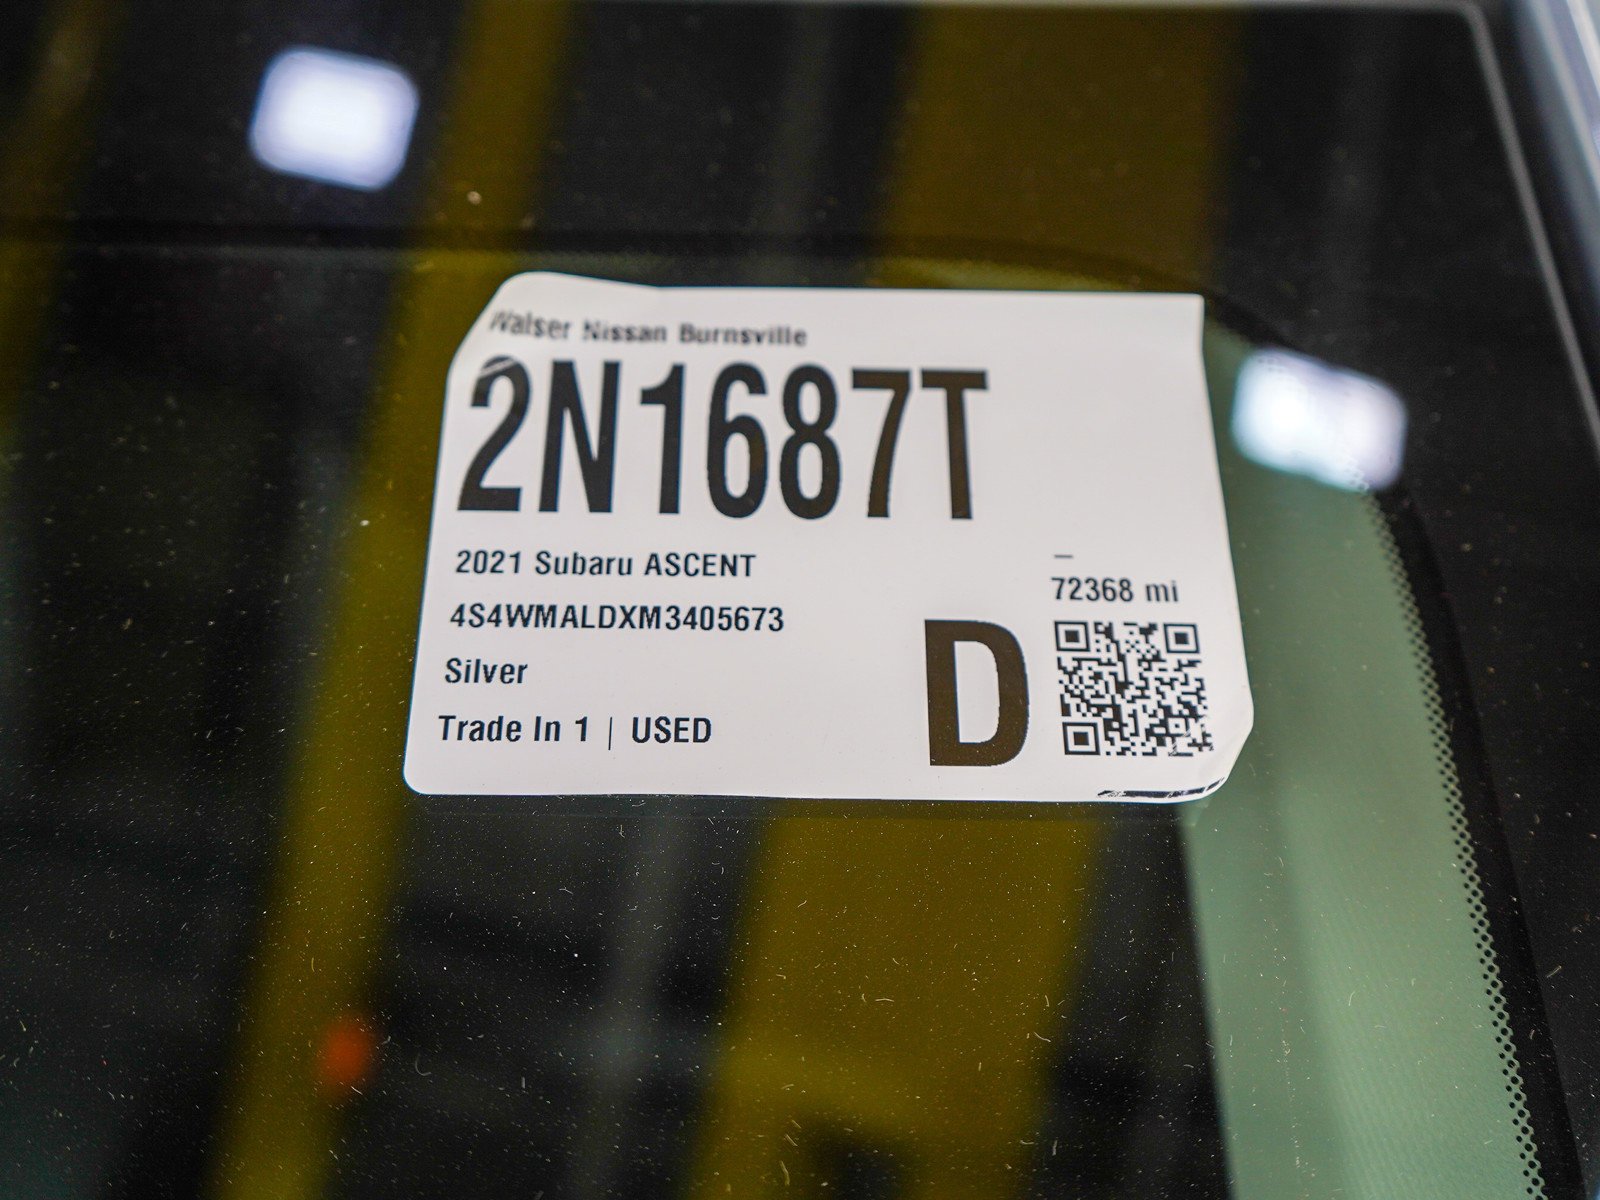 Walser Nissan Burnsville
2N1687T
2021 Subaru ASCENT
–
72368 mi
4S4WMALDXM3405673
Silver
D
Trade In 1 | USED